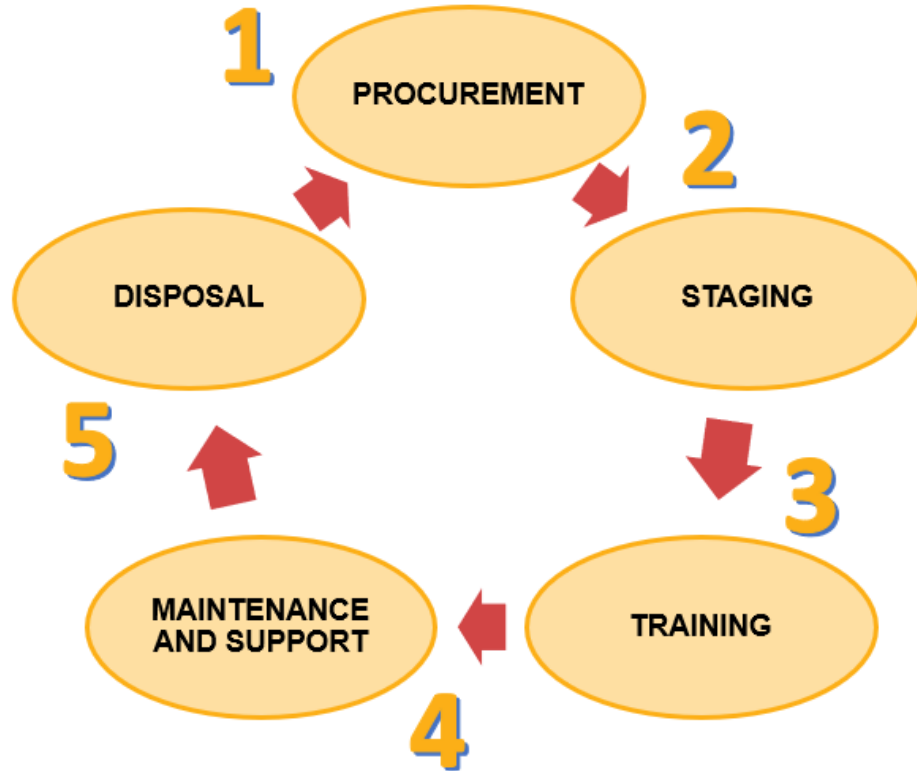 1
PROCUREMENT
2
STAGING
3
TRAINING
4
MAINTENANCE
AND SUPPORT
5
DISPOSAL